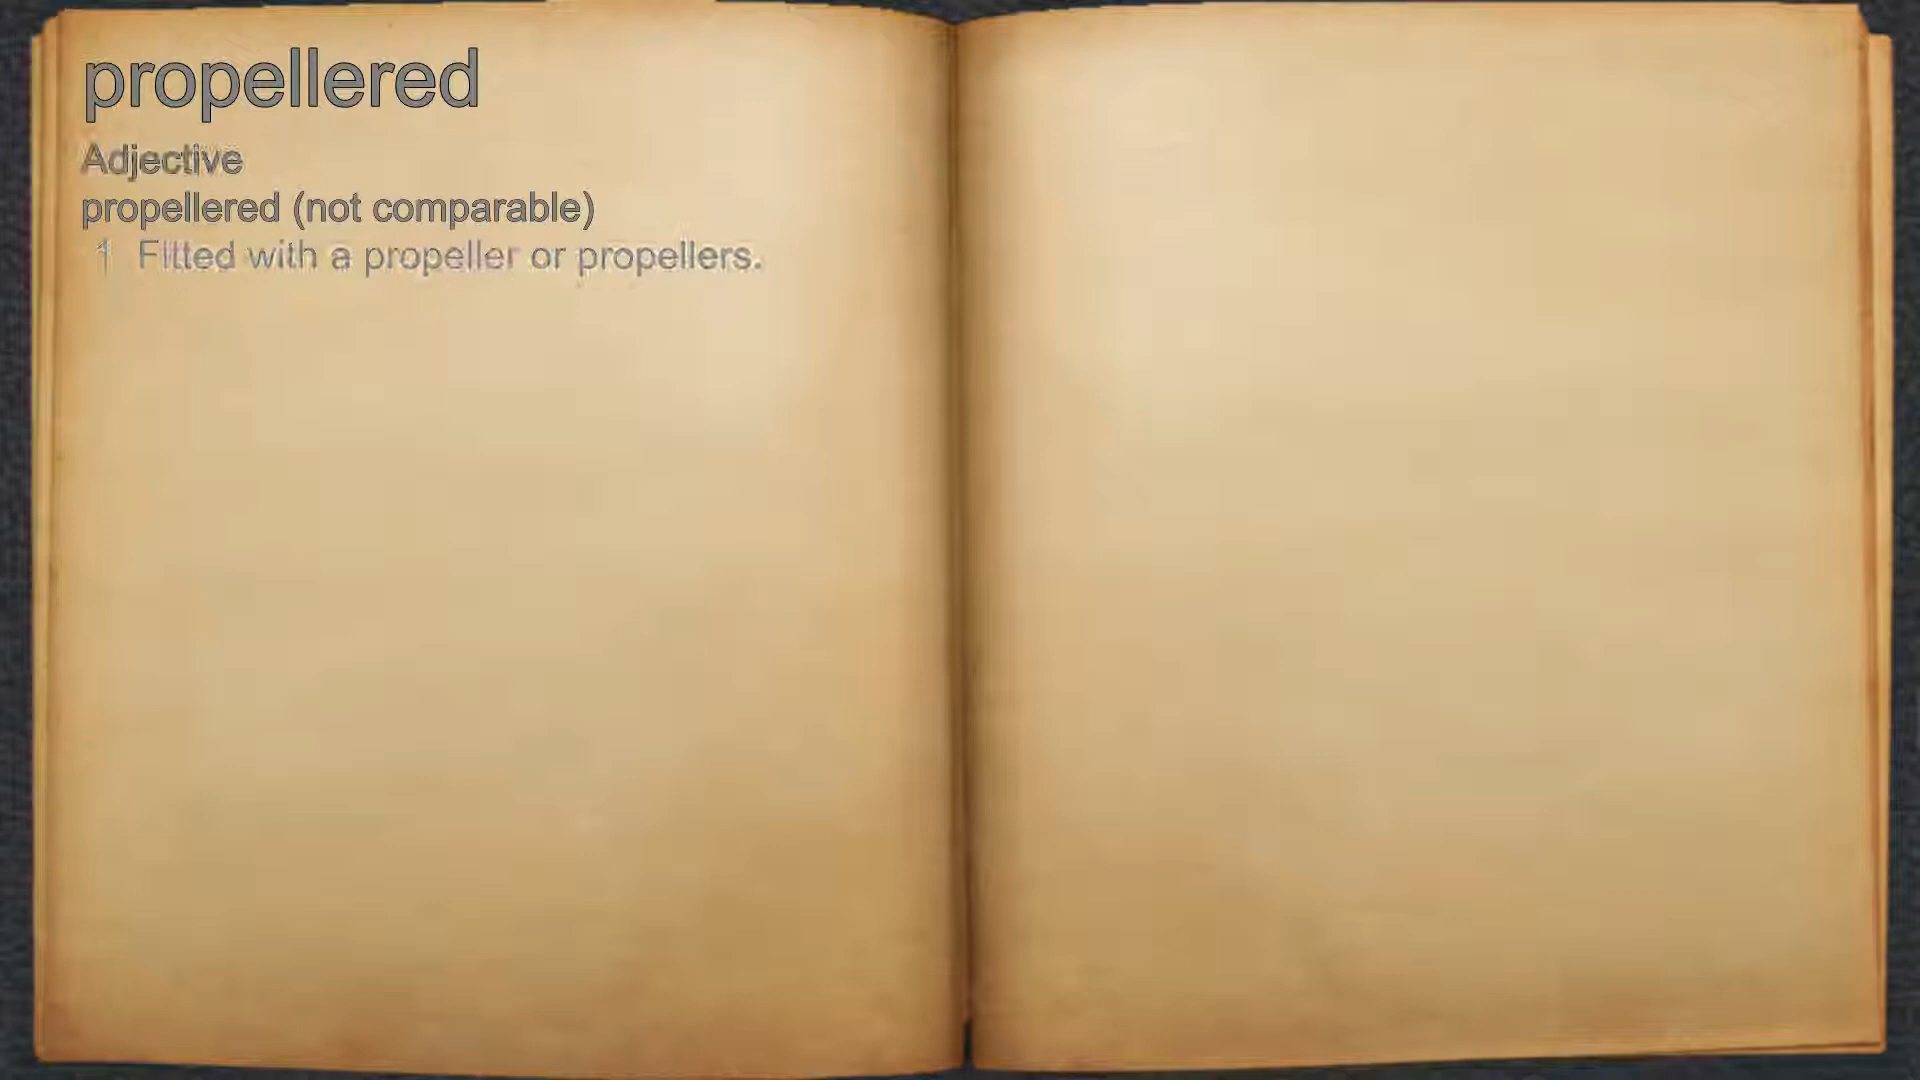 propellered
Adjective
propellered (not comparable)
1 Fitted with a propeller or propellers.